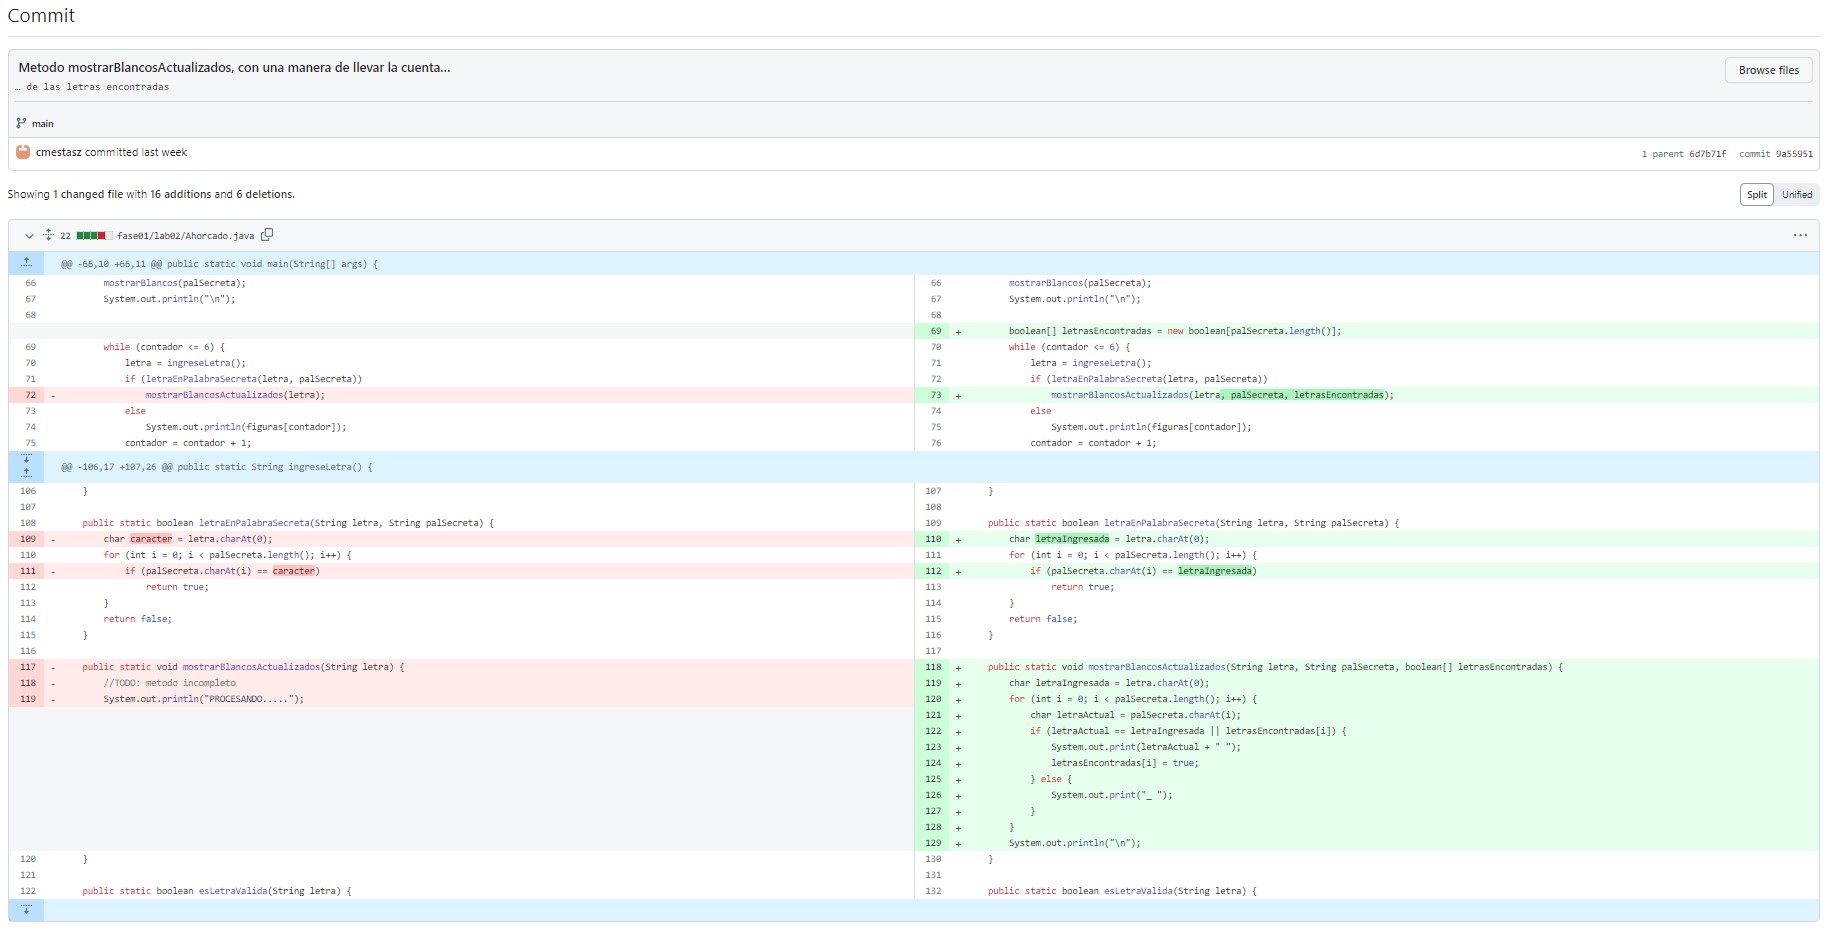 Commit
Metodo mostrarBlancosActualizados, con una manera de llevar la cuenta...
Browse files
… de las letras encontradas
main
cmestasz committed last week
1 parent 6d7b71f commit 9a55951
Showing 1 changed file with 16 additions and 6 deletions.
Split Unified
22 fase01/lab02/Ahorcado.java
@@ -66,10 +66,11 @@ public static void main(String[] args) {
66 mostrarBlancos(palSecreta); 66 mostrarBlancos(palSecreta);
67 System.out.println("\n"); 67 System.out.println("\n");
68 68
69 + boolean[] letrasEncontradas = new boolean[palSecreta.length()];
69 while (contador <= 6) { 70 while (contador <= 6) {
70 letra = ingreseLetra(); 71 letra = ingreseLetra();
71 if (letraEnPalabraSecreta(letra, palSecreta)) 72 if (letraEnPalabraSecreta(letra, palSecreta))
72 - mostrarBlancosActualizados(letra); 73 + mostrarBlancosActualizados(letra, palSecreta, letrasEncontradas);
73 else 74 else
74 System.out.println(figuras[contador]); 75 System.out.println(figuras[contador]);
75 contador = contador + 1; 76 contador = contador + 1;
@@ -106,17 +107,26 @@ public static String ingreseLetra() {
106 } 107 }
107 108
108 public static boolean letraEnPalabraSecreta(String letra, String palSecreta) { 109 public static boolean letraEnPalabraSecreta(String letra, String palSecreta) {
109 - char caracter = letra.charAt(0); 110 + char letraIngresada = letra.charAt(0);
110 for (int i = 0; i < palSecreta.length(); i++) { 111 for (int i = 0; i < palSecreta.length(); i++) {
111 - if (palSecreta.charAt(i) == caracter) 112 + if (palSecreta.charAt(i) == letraIngresada)
112 return true; 113 return true;
113 } 114 }
114 return false; 115 return false;
115 } 116 }
116 117
117 - public static void mostrarBlancosActualizados(String letra) { 118 + public static void mostrarBlancosActualizados(String letra, String palSecreta, boolean[] letrasEncontradas) {
118 - //TODO: metodo incompleto 119 + char letraIngresada = letra.charAt(0);
119 - System.out.println("PROCESANDO....."); 120 + for (int i = 0; i < palSecreta.length(); i++) {
121 + char letraActual = palSecreta.charAt(i);
122 + if (letraActual == letraIngresada || letrasEncontradas[i]) {
123 + System.out.print(letraActual + " ");
124 + letrasEncontradas[i] = true;
125 + } else {
126 + System.out.print("_ ");
127 + }
128 + }
129 + System.out.println("\n");
120 } 130 }
121 131
122 public static boolean esLetraValida(String letra) { 132 public static boolean esLetraValida(String letra) {